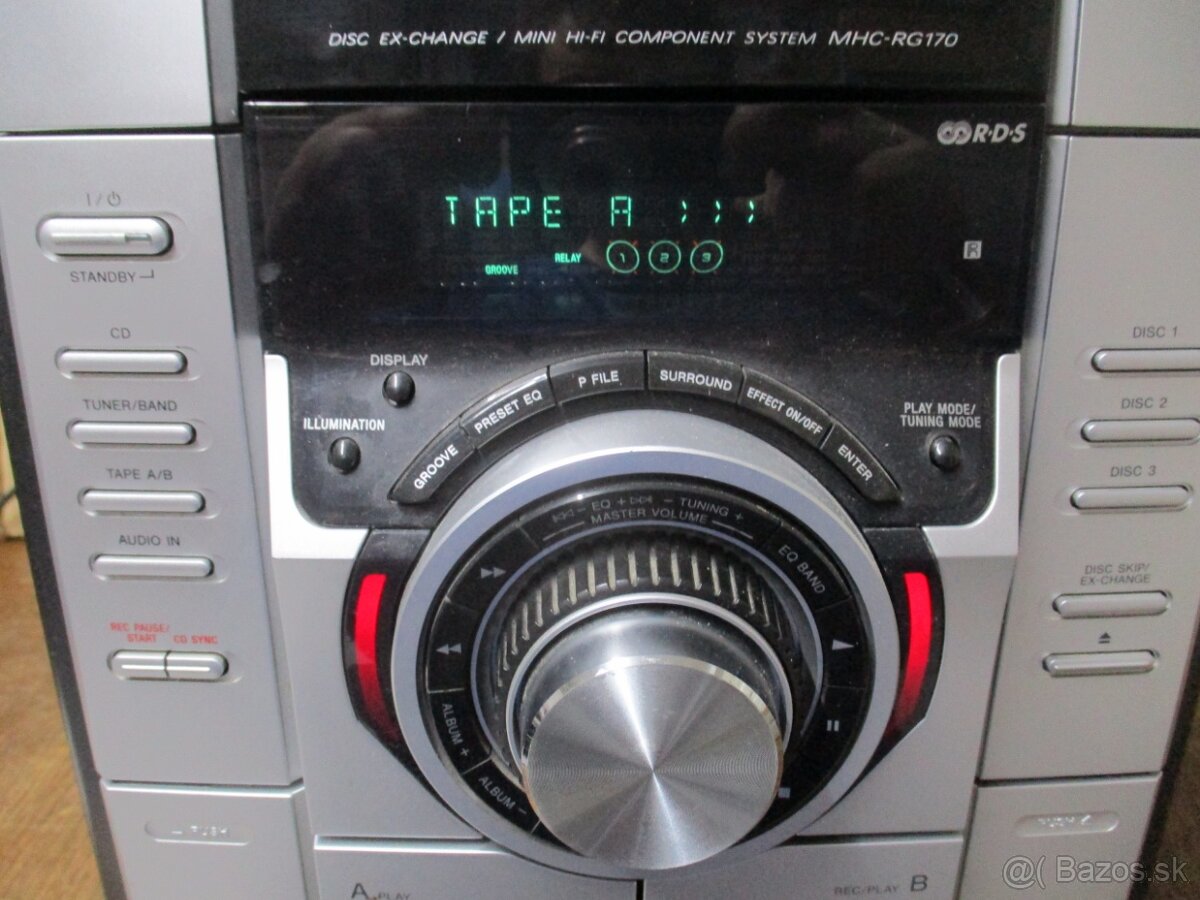 DISC EX-CHANGE / MINI HI-FI COMPONENT SYSTEM MHC-RG170
R·D·S
I/⏻
STANDBY
TAPE A
GROOVE RELAY 1 2 3
CD
TUNER/BAND
TAPE A/B
AUDIO IN
REC PAUSE/
START CD SYNC
DISPLAY
ILLUMINATION
GROOVE PRESET EQ P FILE SURROUND EFFECT ON/OFF ENTER
PLAY MODE/
TUNING MODE
DISC 1
DISC 2
DISC 3
DISC SKIP/
EX-CHANGE
⏏
⏮ – EQ + ⏭ – TUNING +
MASTER VOLUME
EQ BAND
▶▶
◀◀
▶
⏸
■
ALBUM +
ALBUM –
PUSH
PUSH
A PLAY
REC/PLAY B
@( Bazos.sk